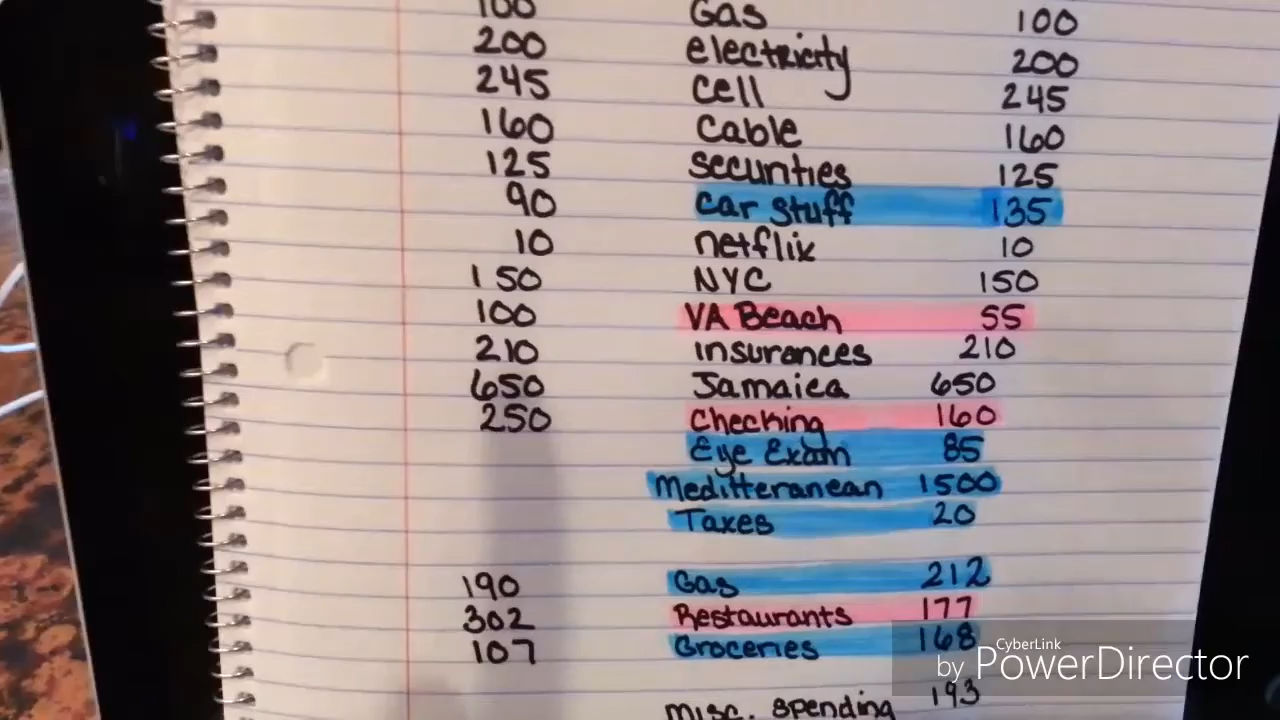 100 Gas 100
200 electricity 200
245 cell 245
160 cable 160
125 securities 125
90 car stuff 135
10 netflix 10
150 NYC 150
100 VA Beach 55
210 insurances 210
650 Jamaica 650
250 Checking 160
Eye Exam 85
Meditteranean 1500
Taxes 20
190 Gas 212
302 Restaurants 177
107 Groceries 168
misc. spending 193
CyberLink
by PowerDirector